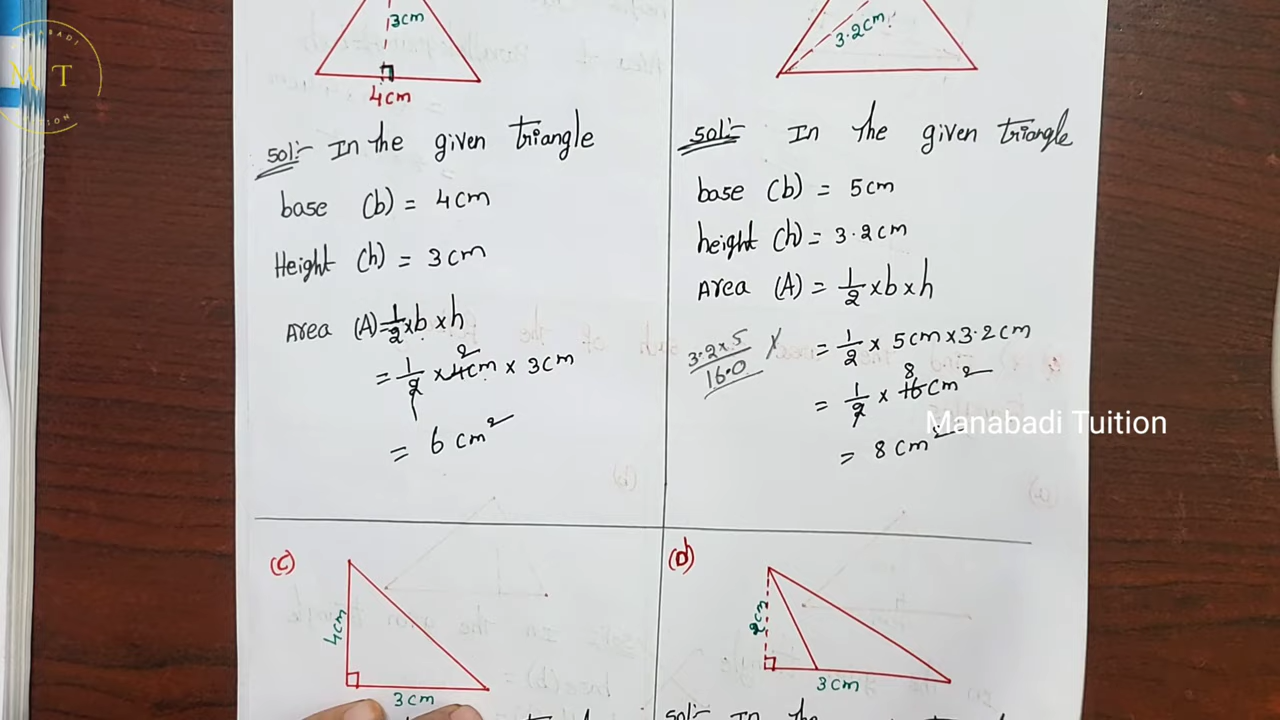 M T
3cm
4cm
Sol:- In the given triangle
base (b) = 4cm
Height (h) = 3cm
Area (A) = 1/2 × b × h
= 1/2 × 4cm × 3cm
2
= 6 cm²
3.2cm
Sol:- In the given triangle
base (b) = 5cm
height (h) = 3.2cm
Area (A) = 1/2 × b × h
3.2×5
16.0
= 1/2 × 5cm × 3.2cm
8
= 1/2 × 16cm²
= 8cm²
Manabadi Tuition
(c)
4cm
3cm
(d)
2cm
3cm
Sol:- In the